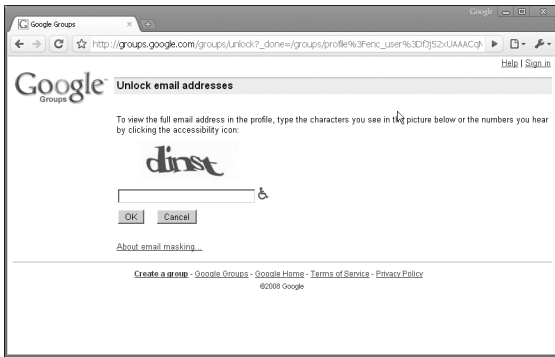 Google
Google Groups
http://groups.google.com/groups/unlock?_done=/groups/profile%3Fenc_user%3Df
Help | Sign in
Google
Groups
Unlock email addresses
To view the full email address in the profile, type the characters you see in the picture below or the numbers you hear
by clicking the accessibility icon:
OK Cancel
About email masking...
Create a group - Google Groups - Google Home - Terms of Service - Privacy Policy
©2008 Google